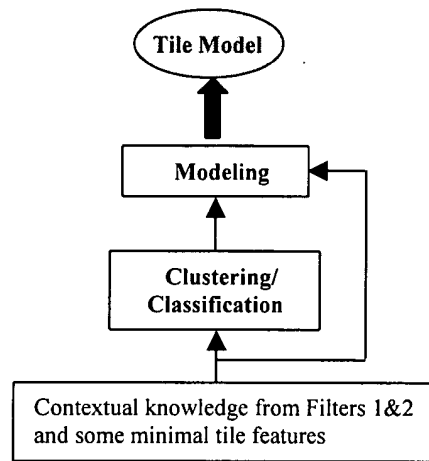 Tile Model
Modeling
Clustering/
Classification
Contextual knowledge from Filters 1&2
and some minimal tile features